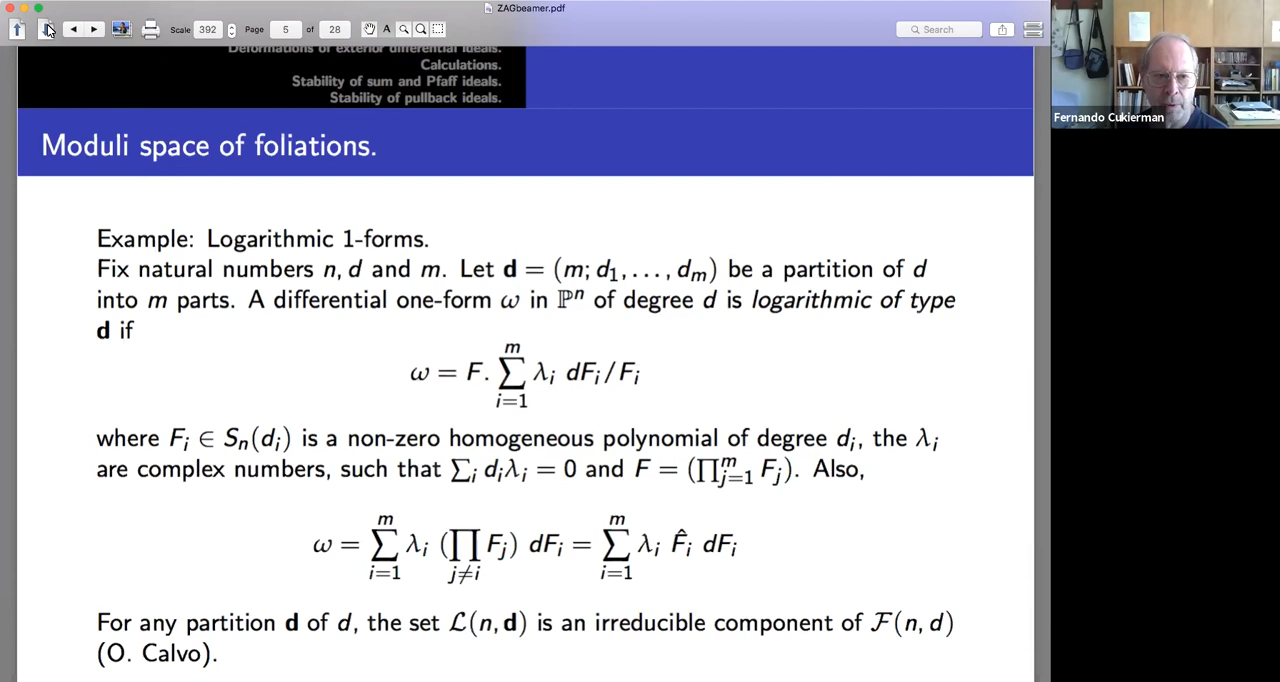 ZAGbeamer.pdf
Scale 392 Page 5 of 28 A Search
Deformations of exterior differential ideals.
Calculations.
Stability of sum and Pfaff ideals.
Stability of pullback ideals.
Fernando Cukierman
Moduli space of foliations.
Example: Logarithmic 1-forms.
Fix natural numbers n, d and m. Let d = (m; d₁, . . . , dₘ) be a partition of d
into m parts. A differential one-form ω in ℙⁿ of degree d is logarithmic of type
d if
ω = F. ∑ᵢ₌₁ᵐ λᵢ dFᵢ/Fᵢ
where Fᵢ ∈ Sₙ(dᵢ) is a non-zero homogeneous polynomial of degree dᵢ, the λᵢ
are complex numbers, such that ∑ᵢ dᵢλᵢ = 0 and F = (∏ⱼ₌₁ᵐ Fⱼ). Also,
ω = ∑ᵢ₌₁ᵐ λᵢ (∏ⱼ≠ᵢ Fⱼ) dFᵢ = ∑ᵢ₌₁ᵐ λᵢ F̂ᵢ dFᵢ
For any partition d of d, the set ℒ(n, d) is an irreducible component of ℱ(n, d)
(O. Calvo).